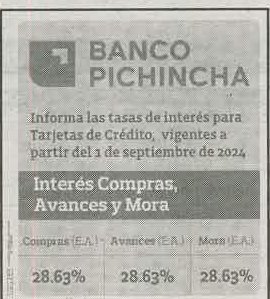 BANCO
PICHINCHA
Informa las tasas de interés para
Tarjetas de Crédito, vigentes a
partir del 1 de septiembre de 2024
Interés Compras,
Avances y Mora
Compras (E.A.) Avances (E.A.) Mora (E.A.)
28.63% 28.63% 28.63%